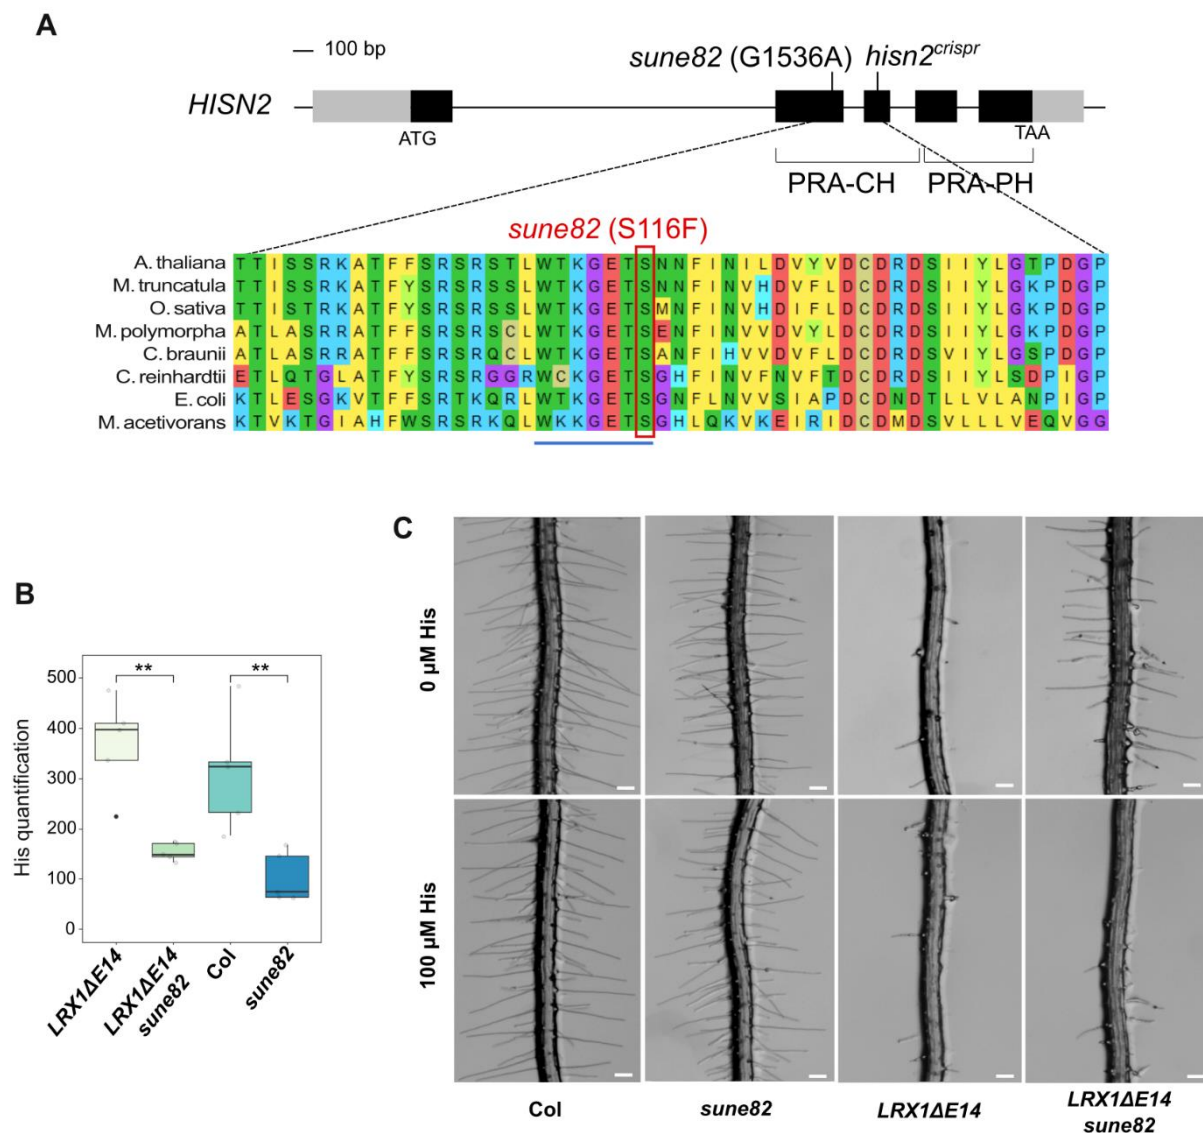 A
100 bp
sune82 (G1536A) hisn2^crispr
HISN2
ATG
TAA
PRA-CH PRA-PH
sune82 (S116F)
A. thaliana T T I S S R K A T F F S R S R S T L W T K G E T S N N F I N I L D V Y V D C D R D S I I Y L G T P D G P
M. truncatula T T I S S R K A T F Y S R S R S S L W T K G E T S N N F I N V H D V F L D C D R D S I I Y L G K P D G P
O. sativa T T I S T R K A T F Y S R S R S S L W T K G E T S M N F I N V H D I F L D C D R D S I I Y L G K P D G P
M. polymorpha A T L A S R R A T F F S R S R S C L W T K G E T S E N F I N V V D V Y L D C D R D S I I Y L G K P D G P
C. braunii A T L A S R R A T F F S R S R Q C L W T K G E T S A N F I H V V D V F L D C D R D S V I Y L G S P D G P
C. reinhardtii E T L Q T G L A T F Y S R S R G G R W C K G E T S G H F I N V F N V F T D C D R D S I I Y L S D P I G P
E. coli K T L E S G K V T F F S R T K Q R L W T K G E T S G N F L N V V S I A P D C D N D T L L V L A N P I G P
M. acetivorans K T V K T G I A H F W S R S R K Q L W K K G E T S G H L Q K V K E I R I D C D M D S V L L L V E Q V G G
B
His quantification
500
400
300
200
100
0
** **
LRX1ΔE14
LRX1ΔE14 sune82
Col
sune82
C
0 µM His
100 µM His
Col
sune82
LRX1ΔE14
LRX1ΔE14
sune82